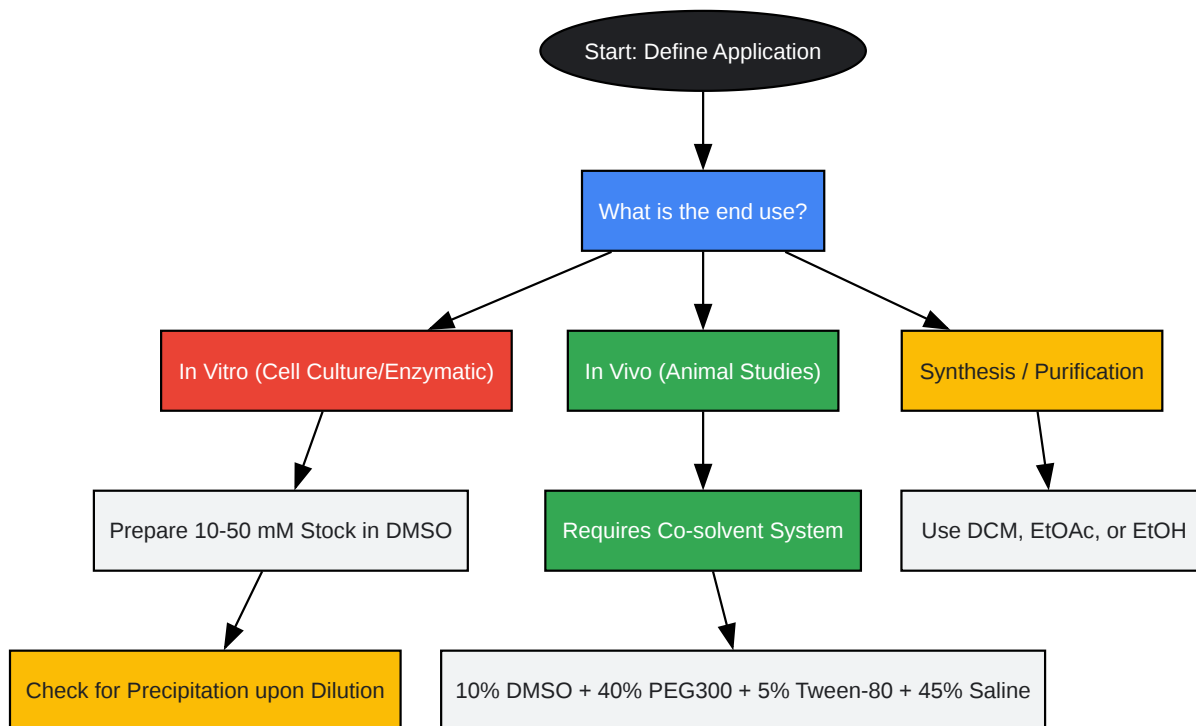 Start: Define Application
What is the end use?
In Vitro (Cell Culture/Enzymatic)
In Vivo (Animal Studies)
Synthesis / Purification
Prepare 10-50 mM Stock in DMSO
Requires Co-solvent System
Use DCM, EtOAc, or EtOH
Check for Precipitation upon Dilution
10% DMSO + 40% PEG300 + 5% Tween-80 + 45% Saline